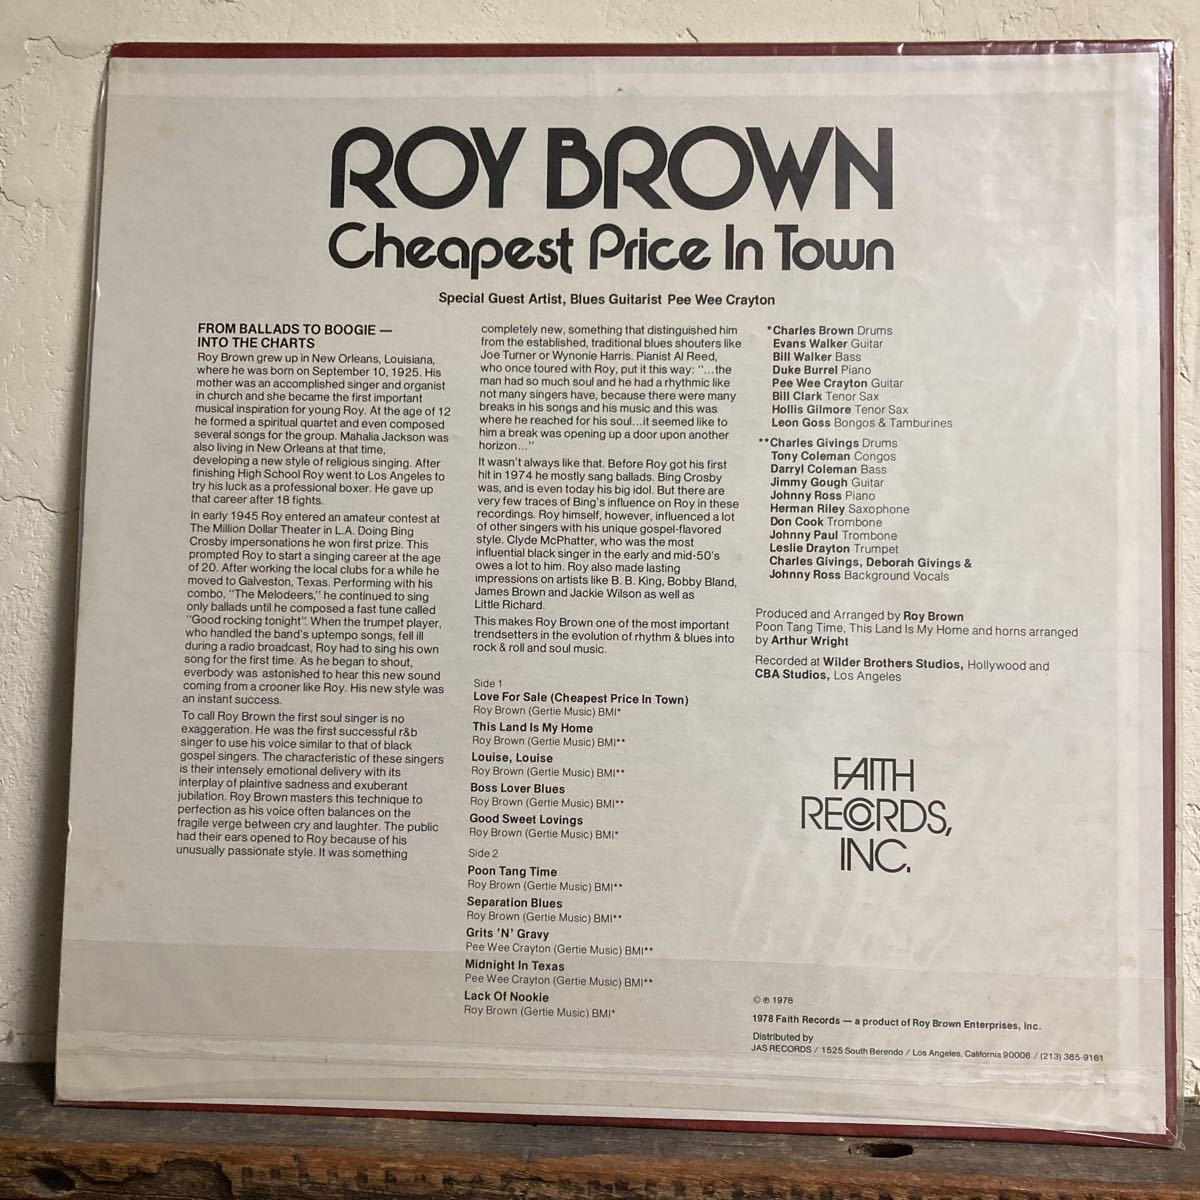 ROY BROWN
Cheapest Price In Town
Special Guest Artist, Blues Guitarist Pee Wee Crayton
FROM BALLADS TO BOOGIE —
INTO THE CHARTS
Roy Brown grew up in New Orleans, Louisiana,
where he was born on September 10, 1925. His
mother was an accomplished singer and organist
in church and she became the first important
musical inspiration for young Roy. At the age of 12
he formed a spiritual quartet and even composed
several songs for the group. Mahalia Jackson was
also living in New Orleans at that time,
developing a new style of religious singing. After
finishing High School Roy went to Los Angeles to
try his luck as a professional boxer. He gave up
that career after 18 fights.
In early 1945 Roy entered an amateur contest at
The Million Dollar Theater in L.A. Doing Bing
Crosby impersonations he won first prize. This
prompted Roy to start a singing career at the age
of 20. After working the local clubs for a while he
moved to Galveston, Texas. Performing with his
combo, "The Melodeers," he continued to sing
only ballads until he composed a fast tune called
"Good rocking tonight". When the trumpet player,
who handled the band's uptempo songs, fell ill
during a radio broadcast, Roy had to sing his own
song for the first time. As he began to shout,
everbody was astonished to hear this new sound
coming from a crooner like Roy. His new style was
an instant success.
To call Roy Brown the first soul singer is no
exaggeration. He was the first successful r&b
singer to use his voice similar to that of black
gospel singers. The characteristic of these singers
is their intensely emotional delivery with its
interplay of plaintive sadness and exuberant
jubilation. Roy Brown masters this technique to
perfection as his voice often balances on the
fragile verge between cry and laughter. The public
had their ears opened to Roy because of his
unusually passionate style. It was something
completely new, something that distinguished him
from the established, traditional blues shouters like
Joe Turner or Wynonie Harris. Pianist Al Reed,
who once toured with Roy, put it this way: "...the
man had so much soul and he had a rhythmic like
not many singers have, because there were many
breaks in his songs and his music and this was
where he reached for his soul...it seemed like to
him a break was opening up a door upon another
horizon..."
It wasn't always like that. Before Roy got his first
hit in 1974 he mostly sang ballads. Bing Crosby
was, and is even today his big idol. But there are
very few traces of Bing's influence on Roy in these
recordings. Roy himself, however, influenced a lot
of other singers with his unique gospel-flavored
style. Clyde McPhatter, who was the most
influential black singer in the early and mid-50's
owes a lot to him. Roy also made lasting
impressions on artists like B. B. King, Bobby Bland,
James Brown and Jackie Wilson as well as
Little Richard.
This makes Roy Brown one of the most important
trendsetters in the evolution of rhythm & blues into
rock & roll and soul music.
Side 1
Love For Sale (Cheapest Price In Town)
Roy Brown (Gertie Music) BMI*
This Land Is My Home
Roy Brown (Gertie Music) BMI**
Louise, Louise
Roy Brown (Gertie Music) BMI**
Boss Lover Blues
Roy Brown (Gertie Music) BMI**
Good Sweet Lovings
Roy Brown (Gertie Music) BMI*
Side 2
Poon Tang Time
Roy Brown (Gertie Music) BMI**
Separation Blues
Roy Brown (Gertie Music) BMI**
Grits 'N' Gravy
Pee Wee Crayton (Gertie Music) BMI**
Midnight In Texas
Pee Wee Crayton (Gertie Music) BMI**
Lack Of Nookie
Roy Brown (Gertie Music) BMI*
*Charles Brown Drums
Evans Walker Guitar
Bill Walker Bass
Duke Burrel Piano
Pee Wee Crayton Guitar
Bill Clark Tenor Sax
Hollis Gilmore Tenor Sax
Leon Goss Bongos & Tamburines
**Charles Givings Drums
Tony Coleman Congos
Darryl Coleman Bass
Jimmy Gough Guitar
Johnny Ross Piano
Herman Riley Saxophone
Don Cook Trombone
Johnny Paul Trombone
Leslie Drayton Trumpet
Charles Givings, Deborah Givings &
Johnny Ross Background Vocals
Produced and Arranged by Roy Brown
Poon Tang Time, This Land Is My Home and horns arranged
by Arthur Wright
Recorded at Wilder Brothers Studios, Hollywood and
CBA Studios, Los Angeles
FAITH
RECORDS,
INC.
© ℗ 1978
1978 Faith Records — a product of Roy Brown Enterprises, Inc.
Distributed by
JAS RECORDS / 1525 South Berendo / Los Angeles, California 90006 / (213) 385-9161